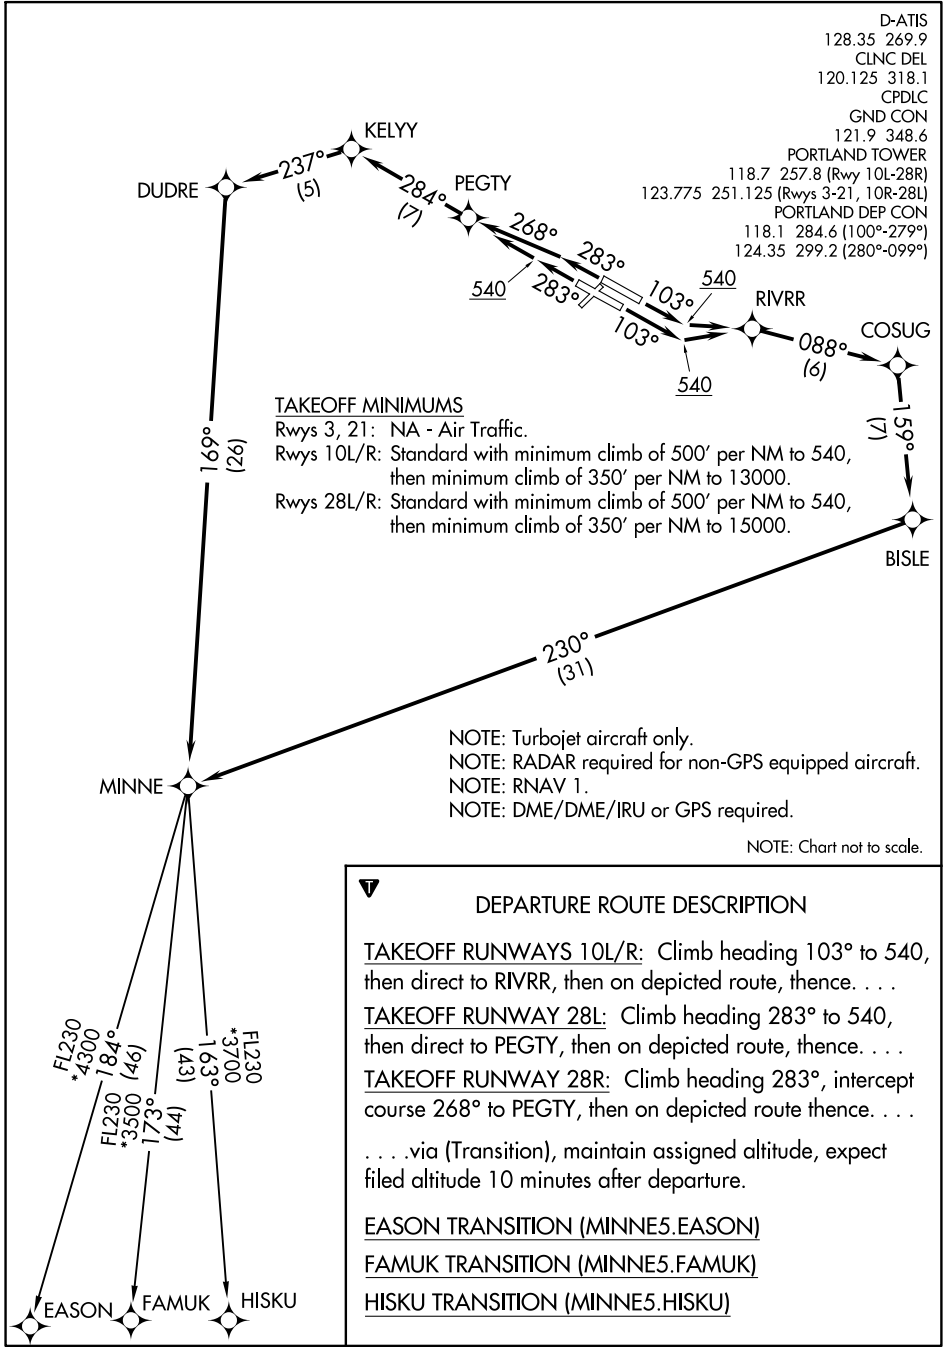 D-ATIS
128.35 269.9
CLNC DEL
120.125 318.1
CPDLC
GND CON
121.9 348.6
PORTLAND TOWER
118.7 257.8 (Rwy 10L-28R)
123.775 251.125 (Rwys 3-21, 10R-28L)
PORTLAND DEP CON
118.1 284.6 (100°-279°)
124.35 299.2 (280°-099°)
KELYY
237°
(5)
DUDRE
284°
(7)
PEGTY
268°
283°
540
283°
103°
540
103°
540
RIVRR
088°
(6)
COSUG
159°
(7)
BISLE
169°
(26)
TAKEOFF MINIMUMS
Rwys 3, 21: NA - Air Traffic.
Rwys 10L/R: Standard with minimum climb of 500' per NM to 540,
then minimum climb of 350' per NM to 13000.
Rwys 28L/R: Standard with minimum climb of 500' per NM to 540,
then minimum climb of 350' per NM to 15000.
230°
(31)
MINNE
NOTE: Turbojet aircraft only.
NOTE: RADAR required for non-GPS equipped aircraft.
NOTE: RNAV 1.
NOTE: DME/DME/IRU or GPS required.
NOTE: Chart not to scale.
FL230
*4300
184°
(46)
FL230
*3500
173°
(44)
FL230
*3700
163°
(43)
EASON
FAMUK
HISKU
T
DEPARTURE ROUTE DESCRIPTION
TAKEOFF RUNWAYS 10L/R: Climb heading 103° to 540,
then direct to RIVRR, then on depicted route, thence. . . .
TAKEOFF RUNWAY 28L: Climb heading 283° to 540,
then direct to PEGTY, then on depicted route, thence. . . .
TAKEOFF RUNWAY 28R: Climb heading 283°, intercept
course 268° to PEGTY, then on depicted route thence. . . .
. . . .via (Transition), maintain assigned altitude, expect
filed altitude 10 minutes after departure.
EASON TRANSITION (MINNE5.EASON)
FAMUK TRANSITION (MINNE5.FAMUK)
HISKU TRANSITION (MINNE5.HISKU)